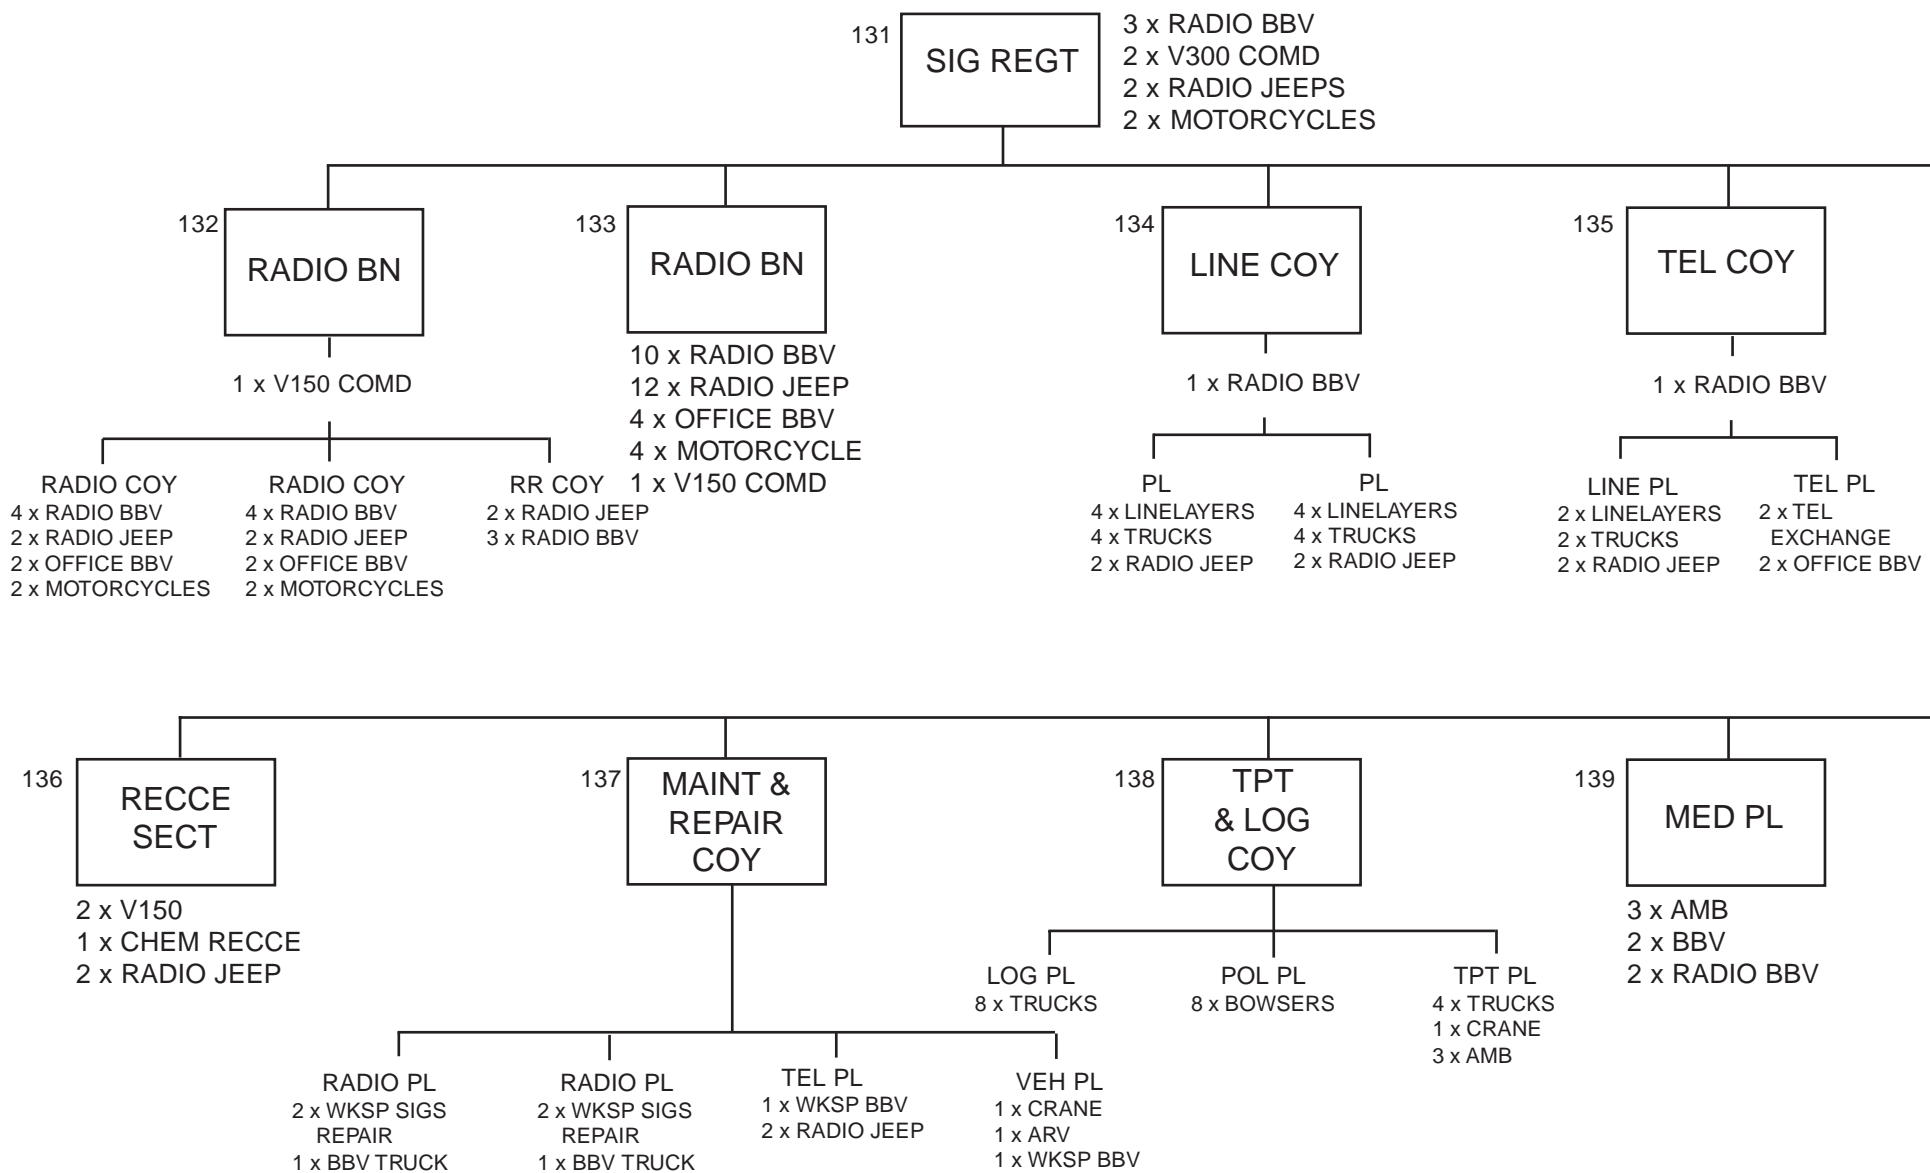 131
SIG REGT
3 x RADIO BBV
2 x V300 COMD
2 x RADIO JEEPS
2 x MOTORCYCLES
132
RADIO BN
1 x V150 COMD
RADIO COY
4 x RADIO BBV
2 x RADIO JEEP
2 x OFFICE BBV
2 x MOTORCYCLES
RADIO COY
4 x RADIO BBV
2 x RADIO JEEP
2 x OFFICE BBV
2 x MOTORCYCLES
RR COY
2 x RADIO JEEP
3 x RADIO BBV
133
RADIO BN
10 x RADIO BBV
12 x RADIO JEEP
4 x OFFICE BBV
4 x MOTORCYCLE
1 x V150 COMD
134
LINE COY
1 x RADIO BBV
PL
4 x LINELAYERS
4 x TRUCKS
2 x RADIO JEEP
PL
4 x LINELAYERS
4 x TRUCKS
2 x RADIO JEEP
135
TEL COY
1 x RADIO BBV
LINE PL
2 x LINELAYERS
2 x TRUCKS
2 x RADIO JEEP
TEL PL
2 x TEL
EXCHANGE
2 x OFFICE BBV
136
RECCE
SECT
2 x V150
1 x CHEM RECCE
2 x RADIO JEEP
137
MAINT &
REPAIR
COY
RADIO PL
2 x WKSP SIGS
REPAIR
1 x BBV TRUCK
RADIO PL
2 x WKSP SIGS
REPAIR
1 x BBV TRUCK
TEL PL
1 x WKSP BBV
2 x RADIO JEEP
VEH PL
1 x CRANE
1 x ARV
1 x WKSP BBV
138
TPT
& LOG
COY
LOG PL
8 x TRUCKS
POL PL
8 x BOWSERS
TPT PL
4 x TRUCKS
1 x CRANE
3 x AMB
139
MED PL
3 x AMB
2 x BBV
2 x RADIO BBV